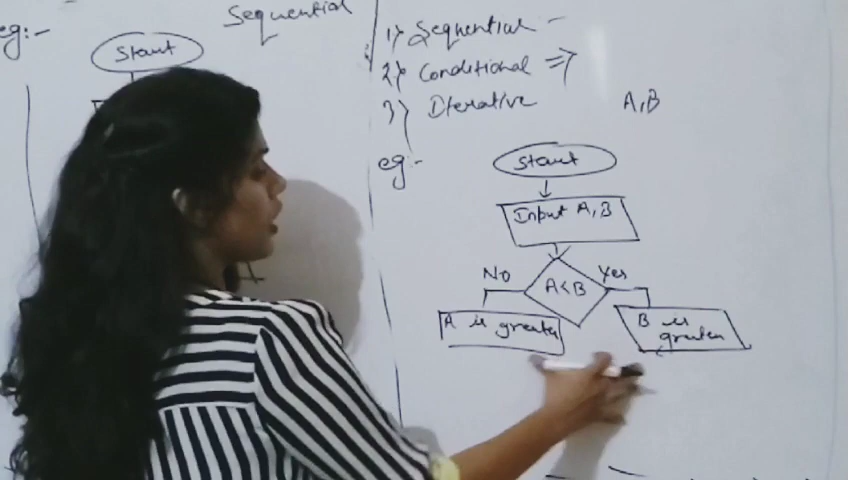 eg:-
Sequential
Start
1) Sequential -
2) Conditional =>
3) Iterative
A,B
eg:-
Start
Input A,B
No
A<B
Yes
A is greater
B is greater